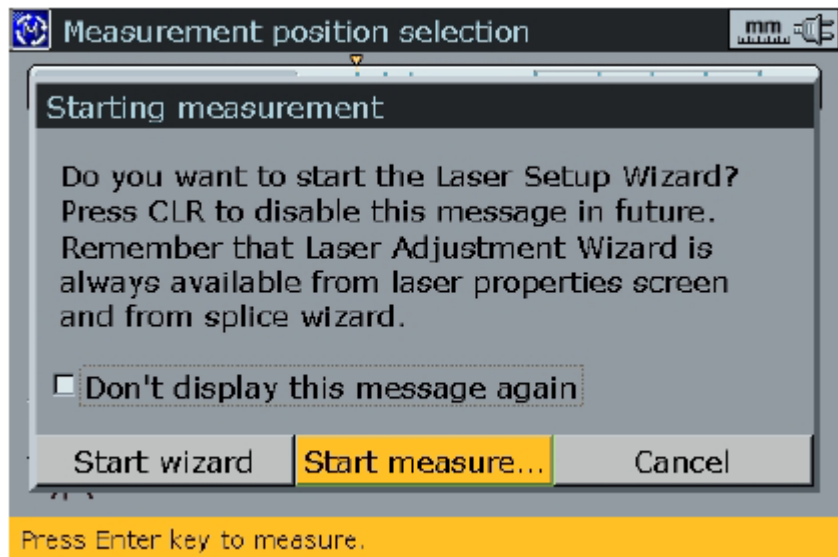 Measurement position selection
mm
Starting measurement
Do you want to start the Laser Setup Wizard?
Press CLR to disable this message in future.
Remember that Laser Adjustment Wizard is
always available from laser properties screen
and from splice wizard.
Don't display this message again
Start wizard
Start measure...
Cancel
Press Enter key to measure.